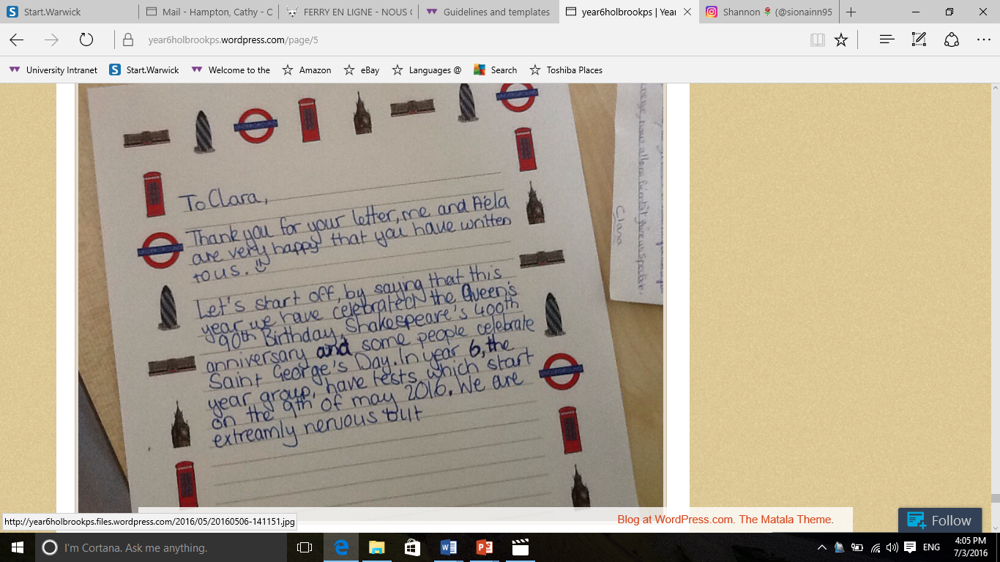 Start.Warwick
Mail - Hampton, Cathy - O
FERRY EN LIGNE - NOUS
Guidelines and templates
year6holbrookps | Year
Shannon (@sionainn95
year6holbrookps.wordpress.com/page/5
University Intranet
Start.Warwick
Welcome to the
Amazon
eBay
Languages @
Search
Toshiba Places
UNDERGROUND
UNDERGROUND
To Clara,
Thank you for your letter, me and Aéla
are very happy that you have written
to us.
UNDERGROUND
Let's start off, by saying that this
year we have celebrated the Queen's
90th Birthday, Shakespeare's 400th
anniversary and some people celebrate
Saint George's Day. In year 6, the
year group, have tests which start
on the 9th of may 2016. We are
extreamly nervous but
UNDERGROUND
Clara
http://year6holbrookps.files.wordpress.com/2016/05/20160506-141151.jpg
Blog at WordPress.com. The Matala Theme.
Follow
I'm Cortana. Ask me anything.
ENG
4:05 PM
7/3/2016